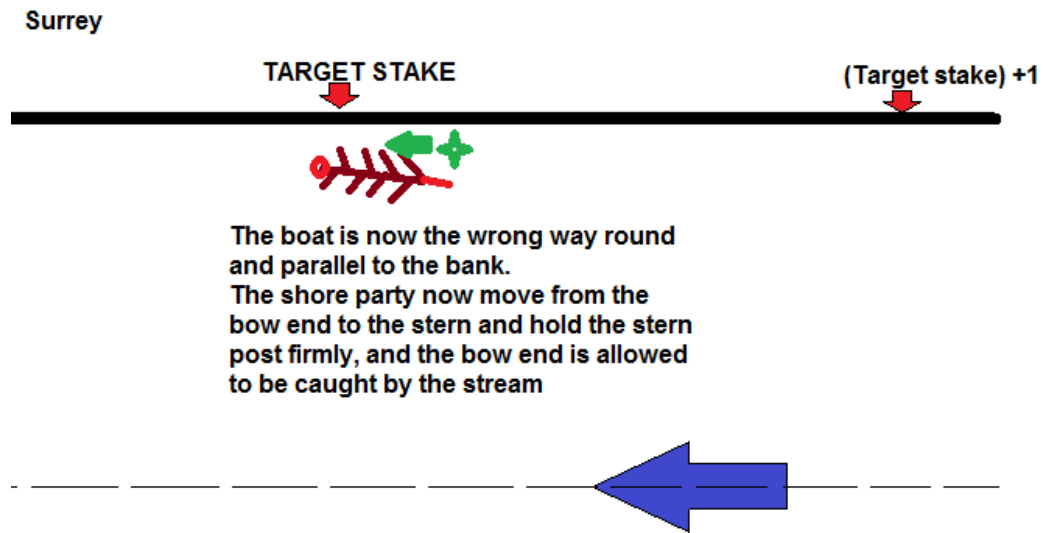 Surrey
TARGET STAKE
(Target stake) +1
The boat is now the wrong way round
and parallel to the bank.
The shore party now move from the
bow end to the stern and hold the stern
post firmly, and the bow end is allowed
to be caught by the stream